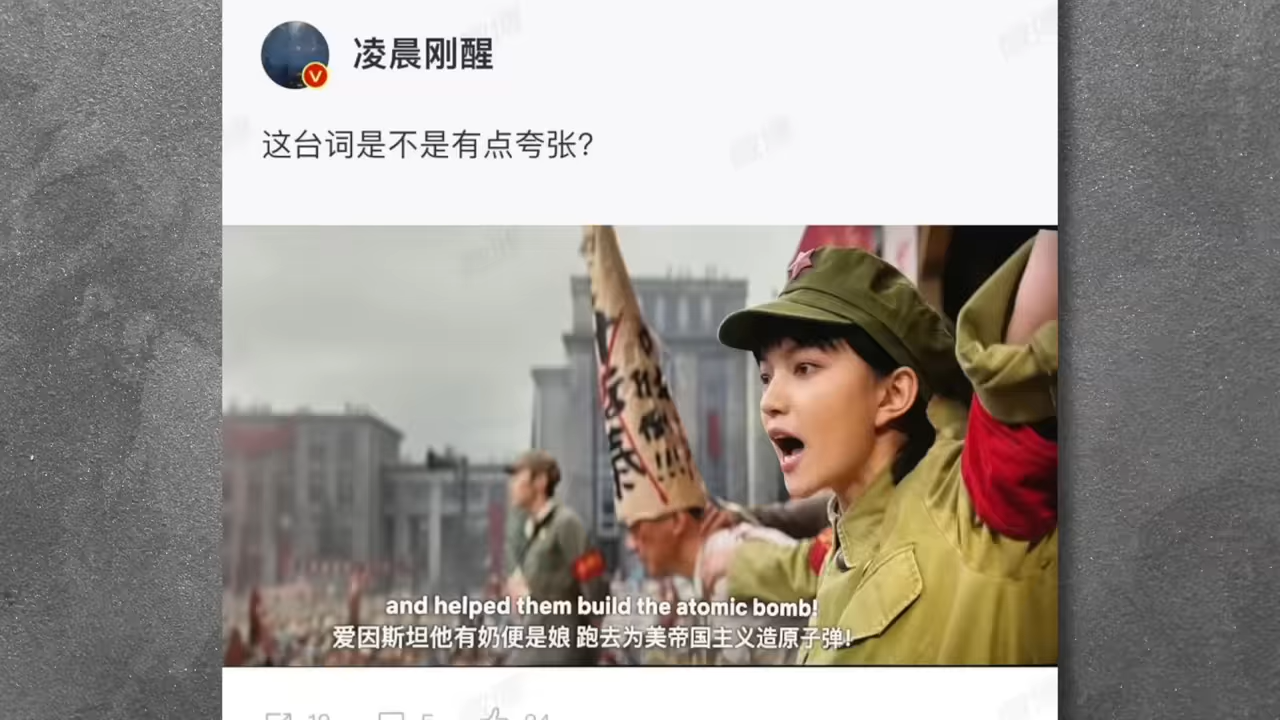 凌晨刚醒
这台词是不是有点夸张?
and helped them build the atomic bomb!
爱因斯坦他有奶便是娘 跑去为美帝国主义造原子弹!